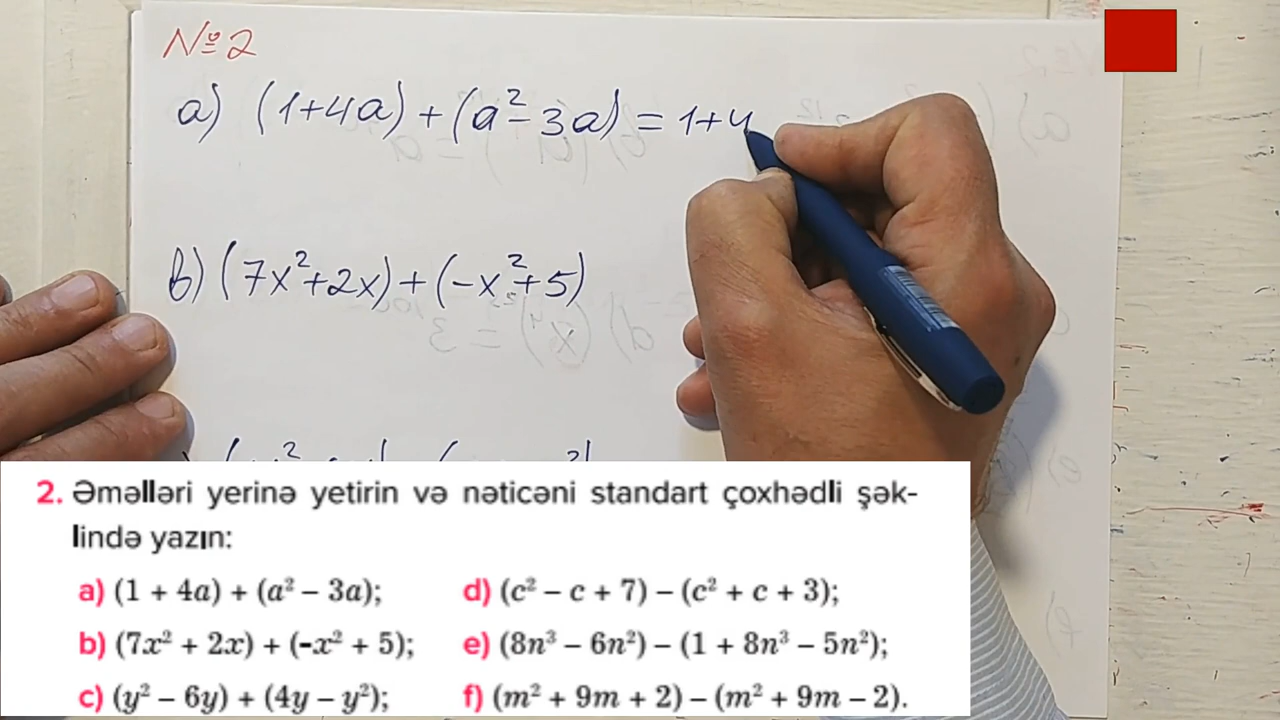 №2
a) (1+4a)+(a²-3a)=1+4
b) (7x²+2x)+(-x²+5)
2. Əməlləri yerinə yetirin və nəticəni standart çoxhədli şək-
lində yazın:
a) (1 + 4a) + (a² – 3a);
b) (7x² + 2x) + (-x² + 5);
c) (y² – 6y) + (4y – y²);
d) (c² – c + 7) – (c² + c + 3);
e) (8n³ – 6n²) – (1 + 8n³ – 5n²);
f) (m² + 9m + 2) – (m² + 9m – 2).